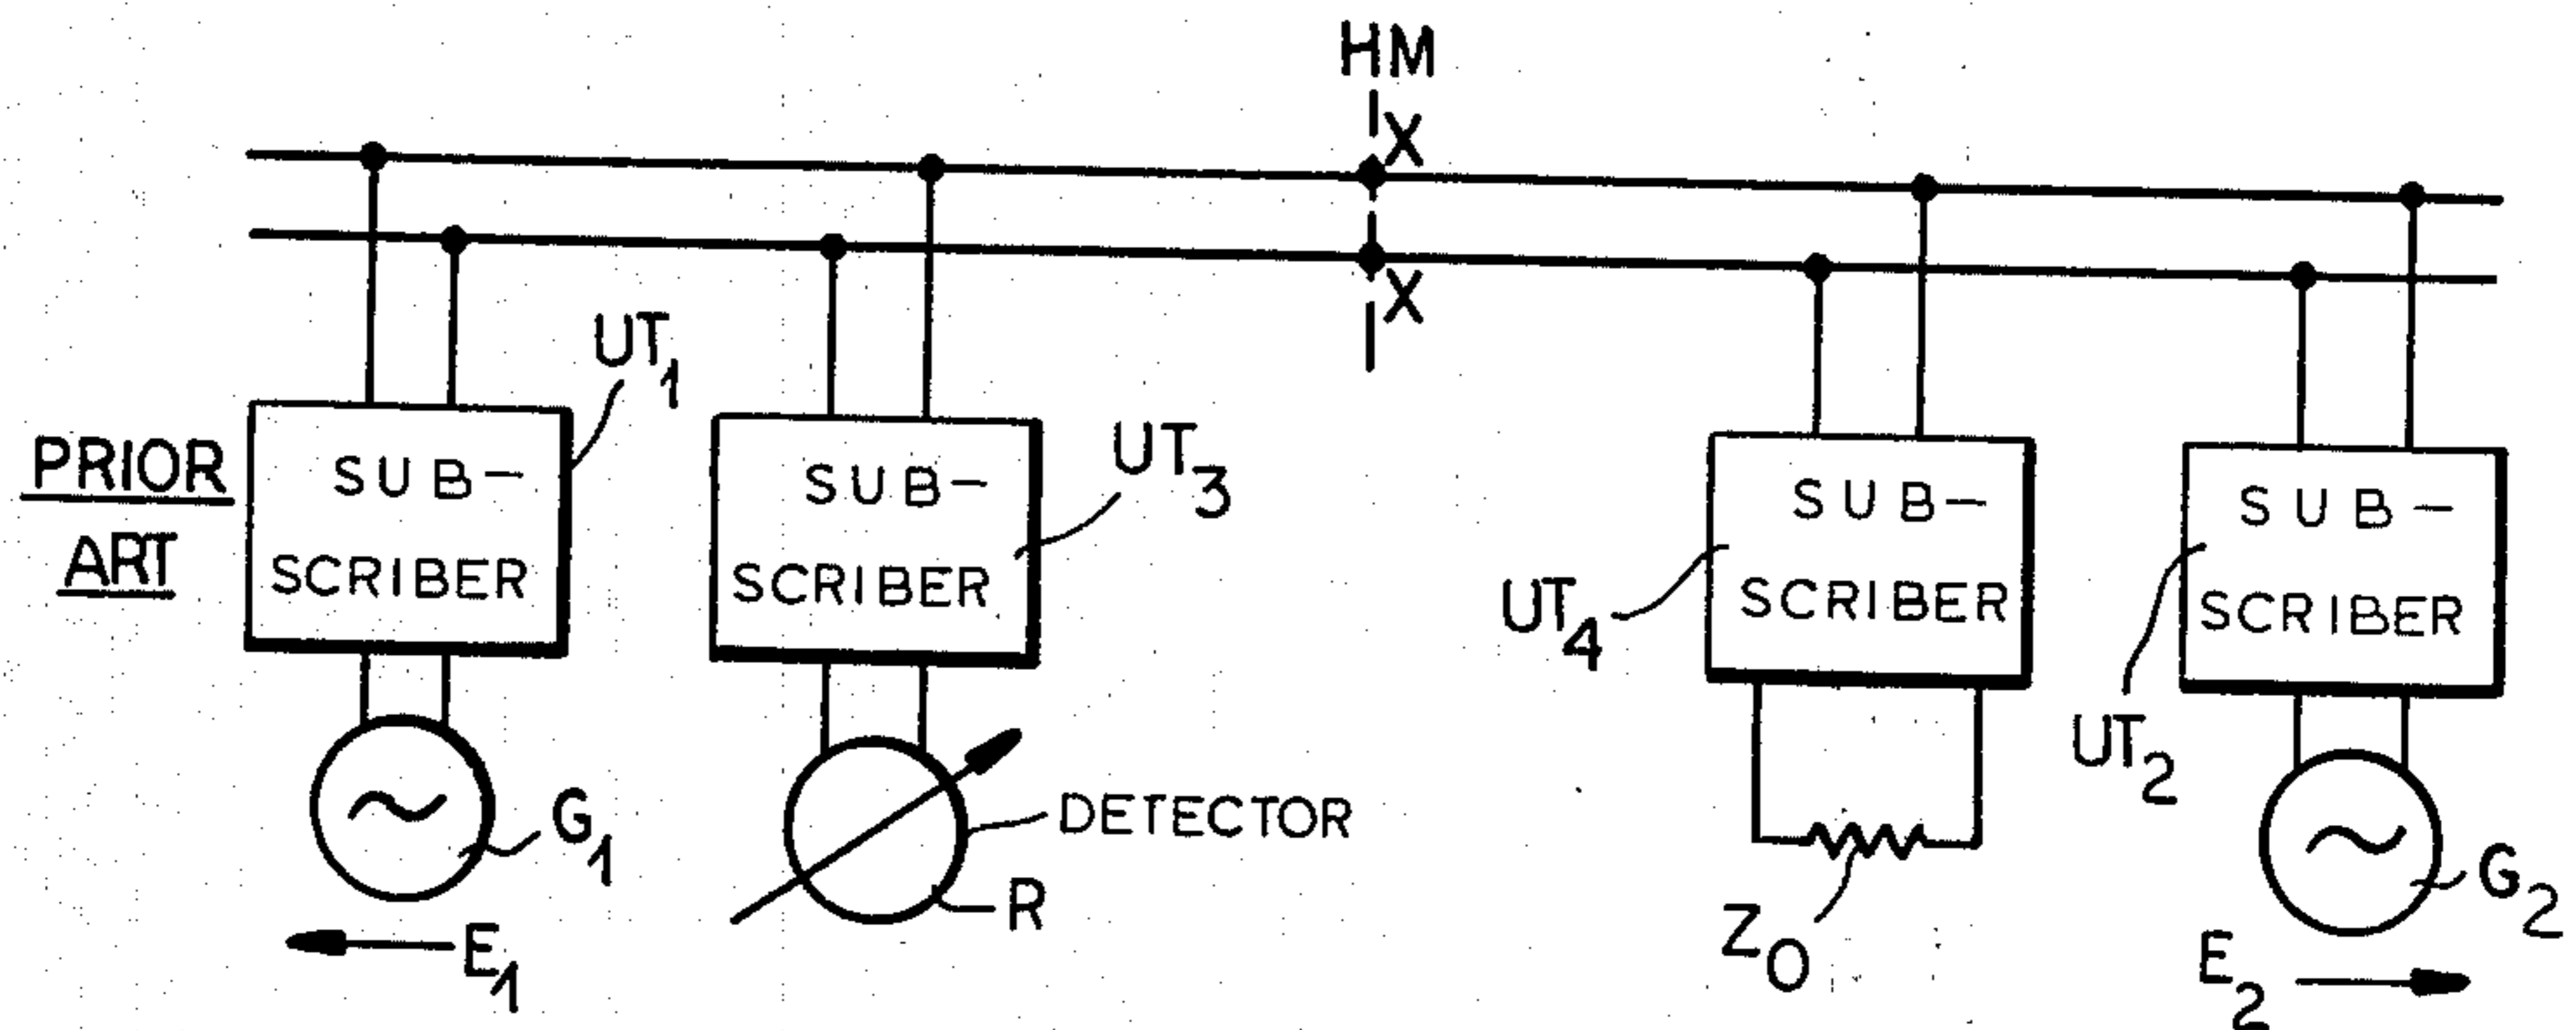 HM
X
X
PRIOR
ART
UT1
SUB-
SCRIBER
UT3
SUB-
SCRIBER
UT4
SUB-
SCRIBER
UT2
SUB-
SCRIBER
G1
DETECTOR
R
E1
Z0
G2
E2